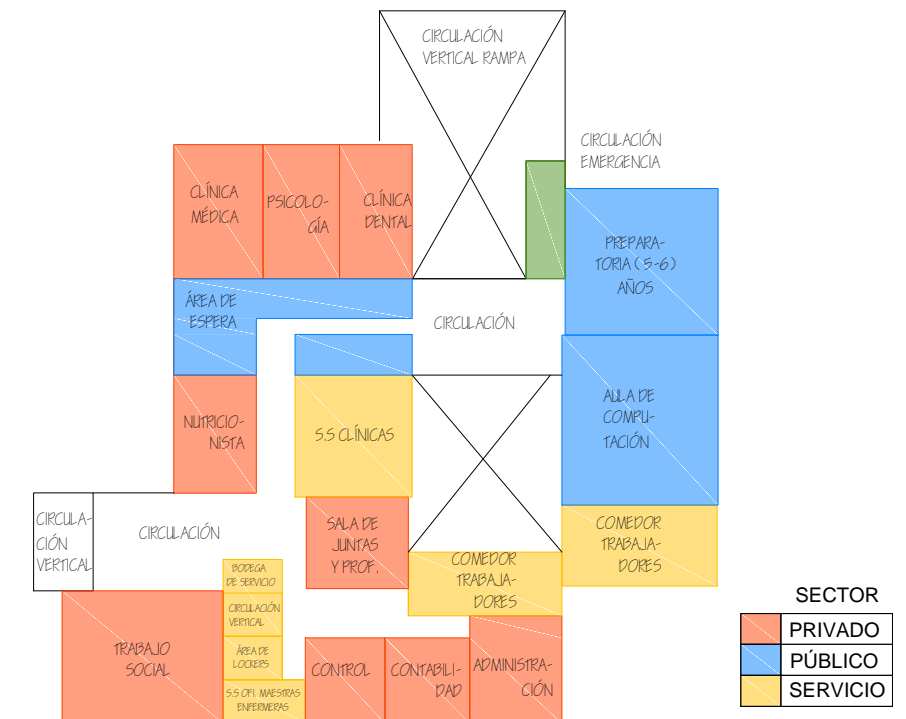 CIRCULACIÓN
VERTICAL RAMPA
CIRCULACIÓN
EMERGENCIA
CLÍNICA
MÉDICA
PSICOLO-
GÍA
CLÍNICA
DENTAL
PREPARA-
TORIA ( 5-6)
AÑOS
ÁREA DE
ESPERA
CIRCULACIÓN
AULA DE
COMPU-
TACIÓN
NUTRICIO-
NISTA
S.S CLÍNICAS
CIRCULA-
CIÓN
VERTICAL
CIRCULACIÓN
SALA DE
JUNTAS
Y PROF.
COMEDOR
TRABAJA-
DORES
COMEDOR
TRABAJA-
DORES
BODEGA
DE SERVICIO
CIRCULACIÓN
VERTICAL
ÁREA DE
LOCKERS
S.S OFI. MAESTRAS
ENFERMERAS
TRABAJO
SOCIAL
CONTROL
CONTABILI-
DAD
ADMINISTRA-
CIÓN
SECTOR
PRIVADO
PÚBLICO
SERVICIO